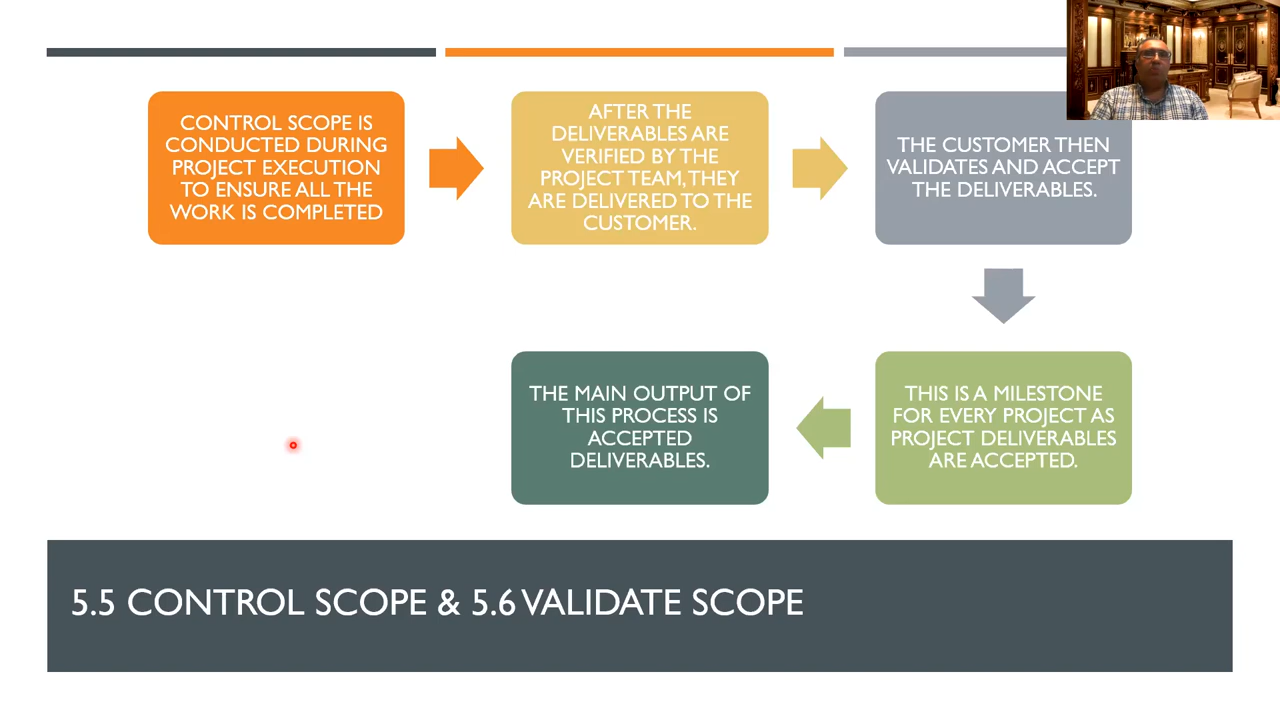 CONTROL SCOPE IS
CONDUCTED DURING
PROJECT EXECUTION
TO ENSURE ALL THE
WORK IS COMPLETED
AFTER THE
DELIVERABLES ARE
VERIFIED BY THE
PROJECT TEAM, THEY
ARE DELIVERED TO THE
CUSTOMER.
THE CUSTOMER THEN
VALIDATES AND ACCEPT
THE DELIVERABLES.
THIS IS A MILESTONE
FOR EVERY PROJECT AS
PROJECT DELIVERABLES
ARE ACCEPTED.
THE MAIN OUTPUT OF
THIS PROCESS IS
ACCEPTED
DELIVERABLES.
5.5 CONTROL SCOPE & 5.6 VALIDATE SCOPE